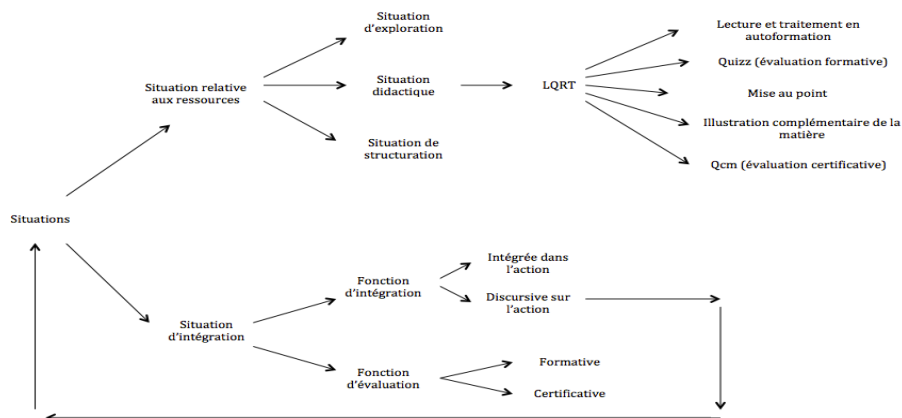 Situation
d'exploration
Lecture et traitement en
autoformation
Quizz (évaluation formative)
Situation relative
aux ressources
Situation
didactique
LQRT
Mise au point
Illustration complémentaire de la
matière
Situation de
structuration
Qcm (évaluation certificative)
Situations
Intégrée dans
l'action
Fonction
d'intégration
Discursive sur
l'action
Situation
d'intégration
Formative
Fonction
d'évaluation
Certificative